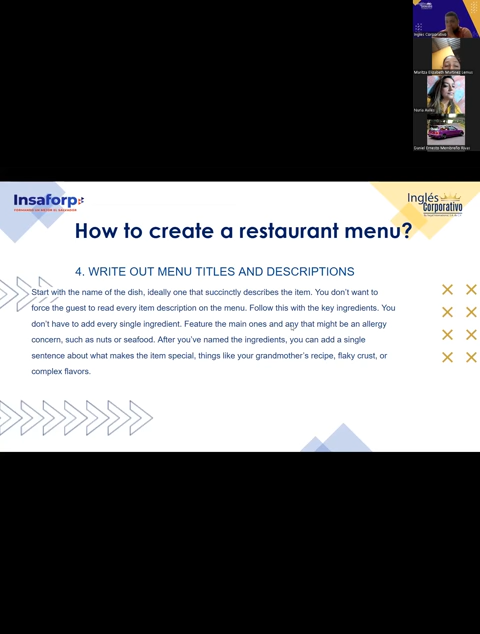 Inglés Corporativo
Maritza Elizabeth Martinez Lemus
Daniel Ernesto Membreño Rosa
Insaforp
Inglés
Corporativo
How to create a restaurant menu?
4. WRITE OUT MENU TITLES AND DESCRIPTIONS
Start with the name of the dish, ideally one that succinctly describes the item. You don't want to
force the guest to read every item description on the menu. Follow this with the key ingredients. You
don't have to add every single ingredient. Feature the main ones and any that might be an allergy
concern, such as nuts or seafood. After you've named the ingredients, you can add a single
sentence about what makes the item special, things like your grandmother's recipe, flaky crust, or
complex flavors.